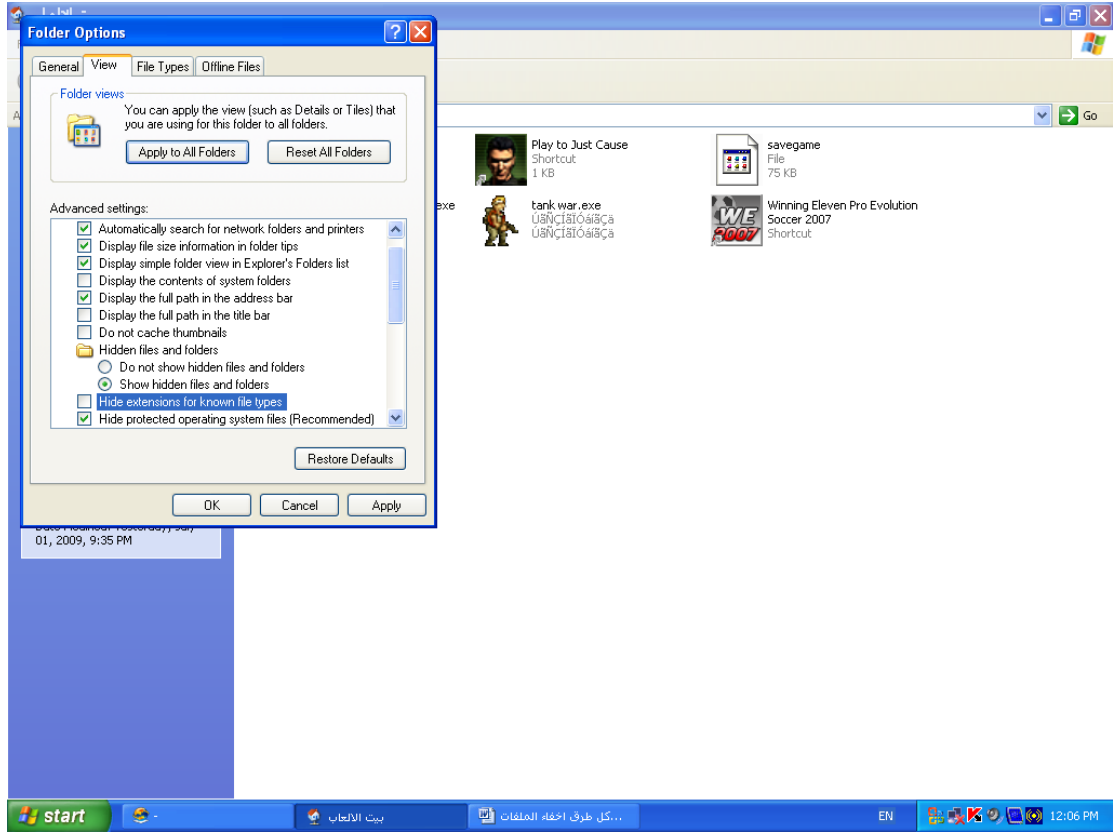 Folder Options
General View File Types Offline Files
Folder views
You can apply the view (such as Details or Tiles) that
you are using for this folder to all folders.
Apply to All Folders Reset All Folders
Advanced settings:
Automatically search for network folders and printers
Display file size information in folder tips
Display simple folder view in Explorer's Folders list
Display the contents of system folders
Display the full path in the address bar
Display the full path in the title bar
Do not cache thumbnails
Hidden files and folders
Do not show hidden files and folders
Show hidden files and folders
Hide extensions for known file types
Hide protected operating system files (Recommended)
Restore Defaults
OK Cancel Apply
01, 2009, 9:35 PM
Go
Play to Just Cause
Shortcut
1 KB
savegame
File
75 KB
exe
tank war.exe
ÚãÑÇÍãÏÓáíãÇä
ÚãÑÇÍãÏÓáíãÇä
WE
2007
Winning Eleven Pro Evolution
Soccer 2007
Shortcut
start
-
بيت الالعاب
كل طرق اخفاء الملفات...
EN
12:06 PM